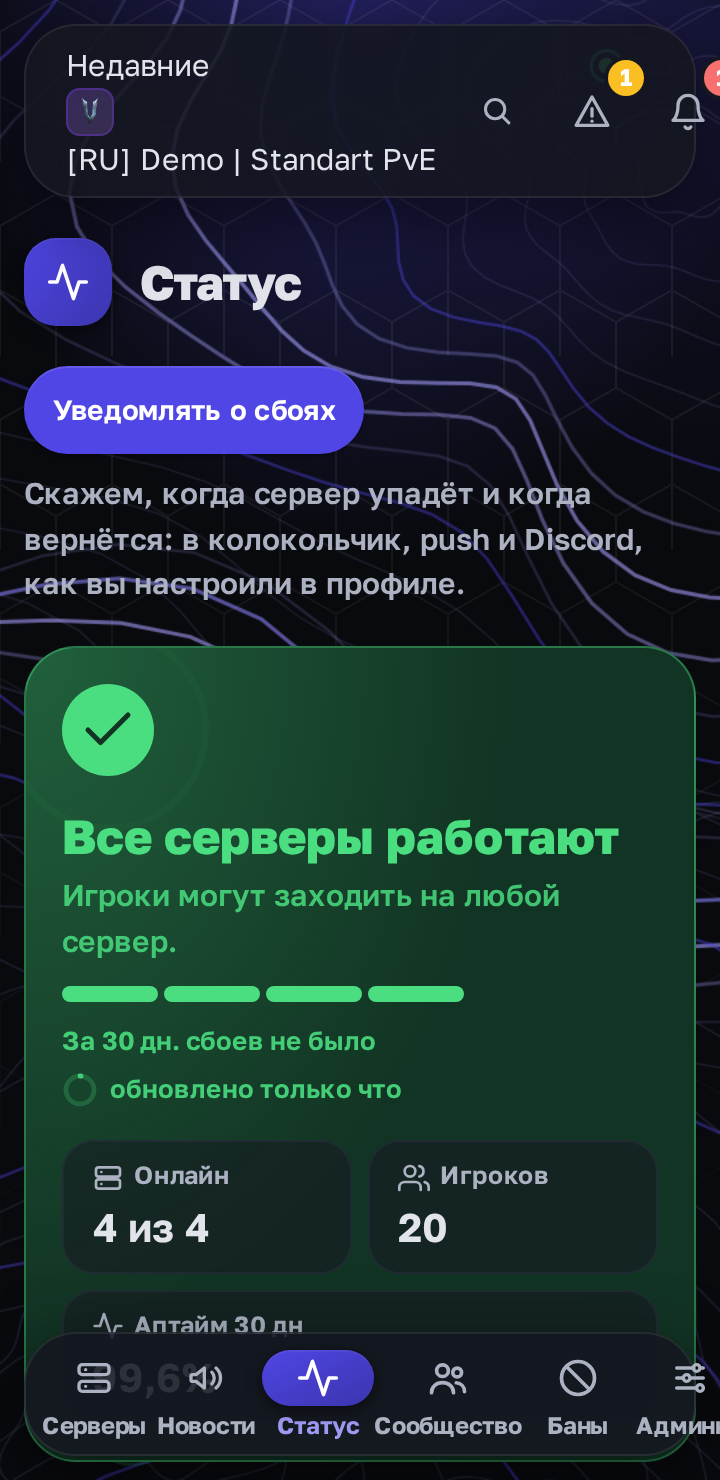 Недавние
[RU] Demo | Standart PvE
1
Статус
Уведомлять о сбоях
Скажем, когда сервер упадёт и когда
вернётся: в колокольчик, push и Discord,
как вы настроили в профиле.
Все серверы работают
Игроки могут заходить на любой
сервер.
За 30 дн. сбоев не было
обновлено только что
Онлайн
4 из 4
Игроков
20
Аптайм 30 дн
Серверы
Новости
Статус
Сообщество
Баны